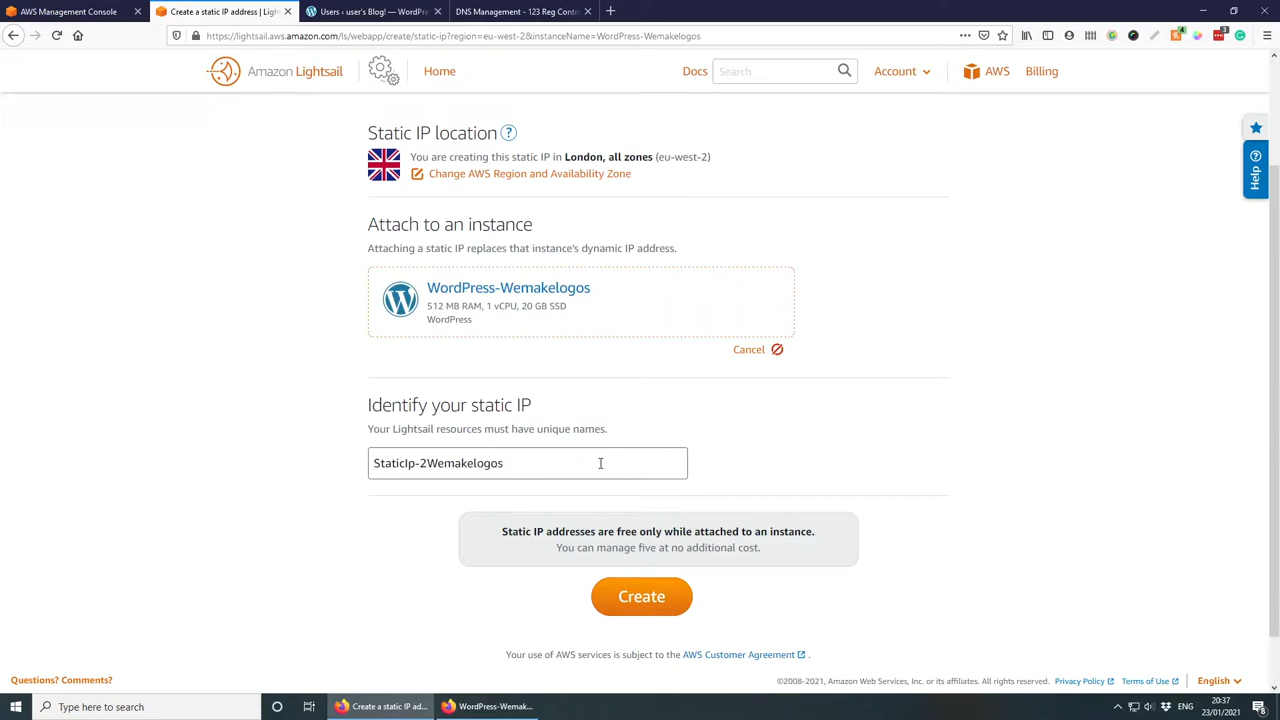 AWS Management Console
Create a static IP address | Ligh
Users ‹ user's Blog! — WordPre
DNS Management - 123 Reg Contr
https://lightsail.aws.amazon.com/ls/webapp/create/static-ip?region=eu-west-2&instanceName=WordPress-Wemakelogos
Amazon Lightsail
Home
Docs
Search
Account
AWS
Billing
Static IP location ?
You are creating this static IP in London, all zones (eu-west-2)
Change AWS Region and Availability Zone
Help ?
Attach to an instance
Attaching a static IP replaces that instance's dynamic IP address.
WordPress-Wemakelogos
512 MB RAM, 1 vCPU, 20 GB SSD
WordPress
Cancel
Identify your static IP
Your Lightsail resources must have unique names.
StaticIp-2Wemakelogos
Static IP addresses are free only while attached to an instance.
You can manage five at no additional cost.
Create
Your use of AWS services is subject to the AWS Customer Agreement .
Questions? Comments?
©2008-2021, Amazon Web Services, Inc. or its affiliates. All rights reserved.
Privacy Policy
Terms of Use
English
Type here to search
Create a static IP ad...
WordPress-Wemak...
ENG
20:37
23/01/2021